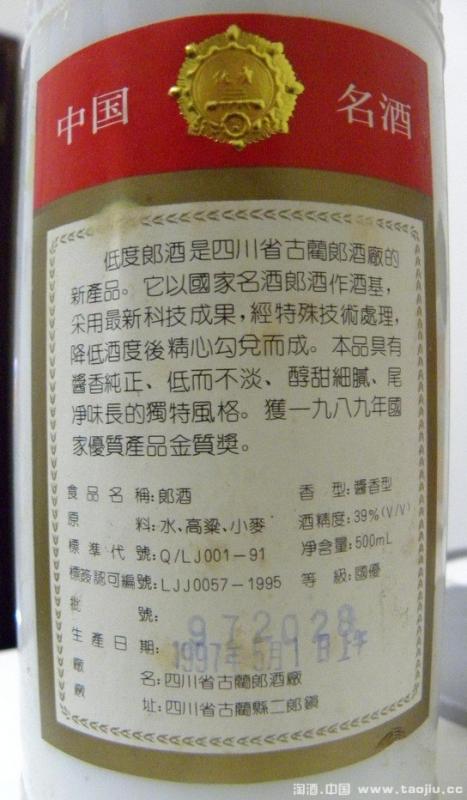 中国 名酒
低度郎酒是四川省古藺郎酒廠的
新產品。它以國家名酒郎酒作酒基，
采用最新科技成果，經特殊技術處理，
降低酒度後精心勾兌而成。本品具有
醬香純正、低而不淡、醇甜細膩、尾
凈味長的獨特風格。獲一九八九年國
家優質產品金質獎。
食品名稱:郎酒 香型:醬香型
原料:水、高粱、小麥 酒精度:39%(V/V)
標準代號:Q/LJ001-91 净含量:500mL
標簽認可編號:LJJ0057-1995 等級:國優
批號: 972028
生產日期: 1997年5月1日上午
廠名:四川省古藺郎酒廠
廠址:四川省古藺縣二郎鎮
淘酒.中国 www.taojiu.cc